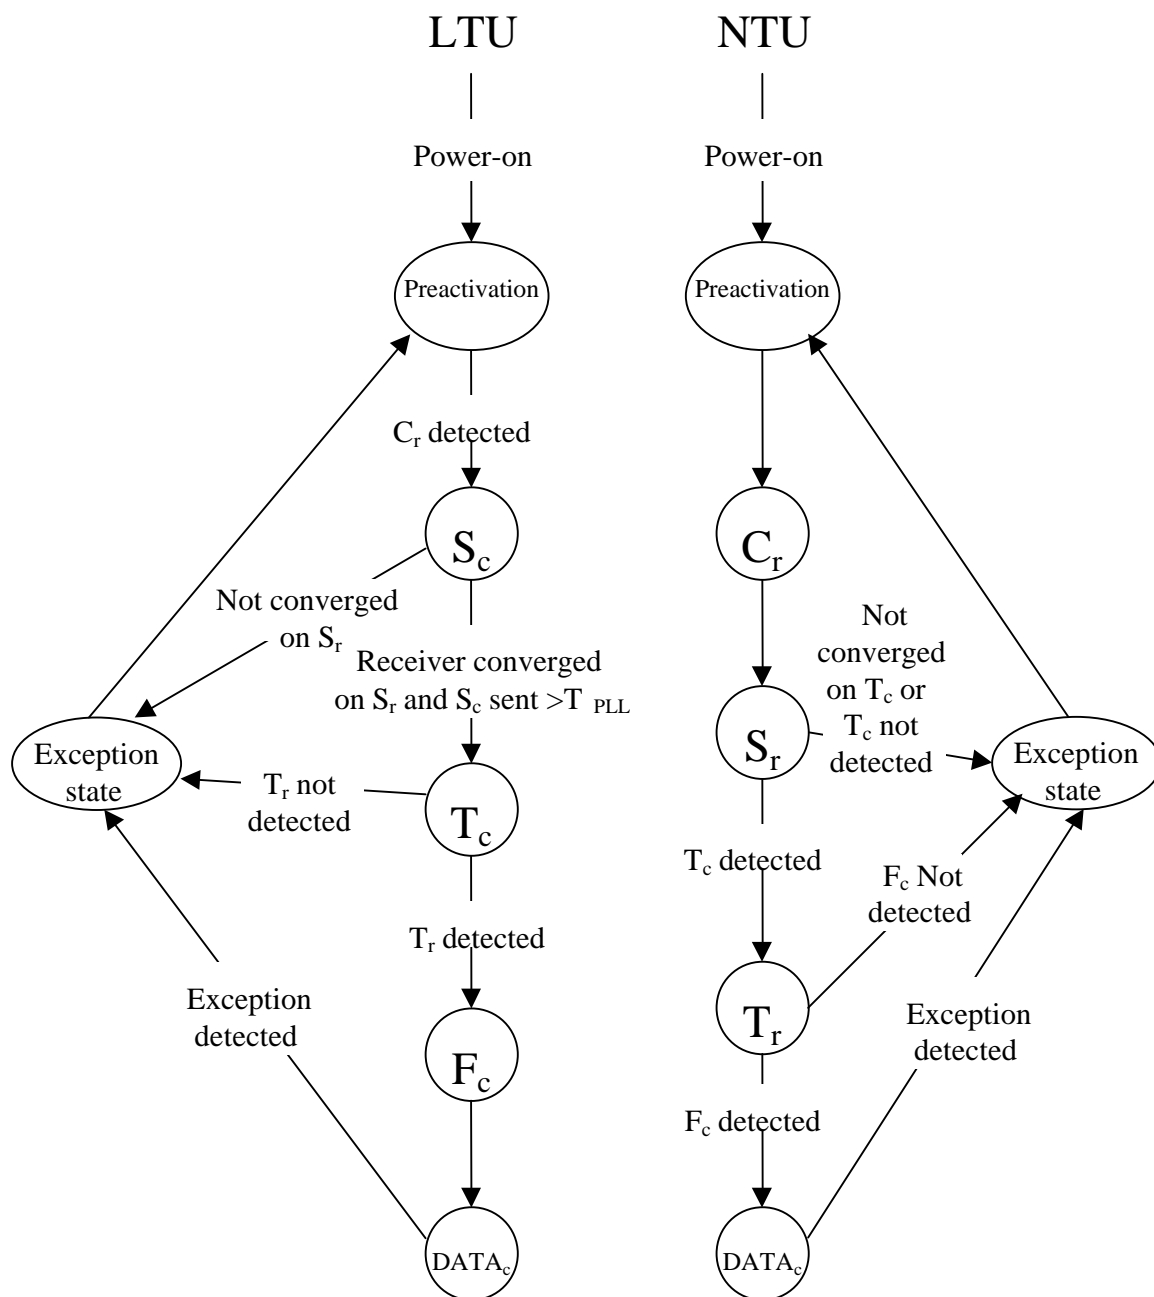 LTU
NTU
Power-on
Power-on
Preactivation
Preactivation
Cr detected
Sc
Cr
Not converged
on Sr
Not
converged
on Tc or
Tc not
detected
Receiver converged
on Sr and Sc sent >T PLL
Sr
Exception
state
Exception
state
Tr not
detected
Tc
Tc detected
Fc Not
detected
Tr detected
Exception
detected
Tr
Exception
detected
Fc
Fc detected
DATAc
DATAc